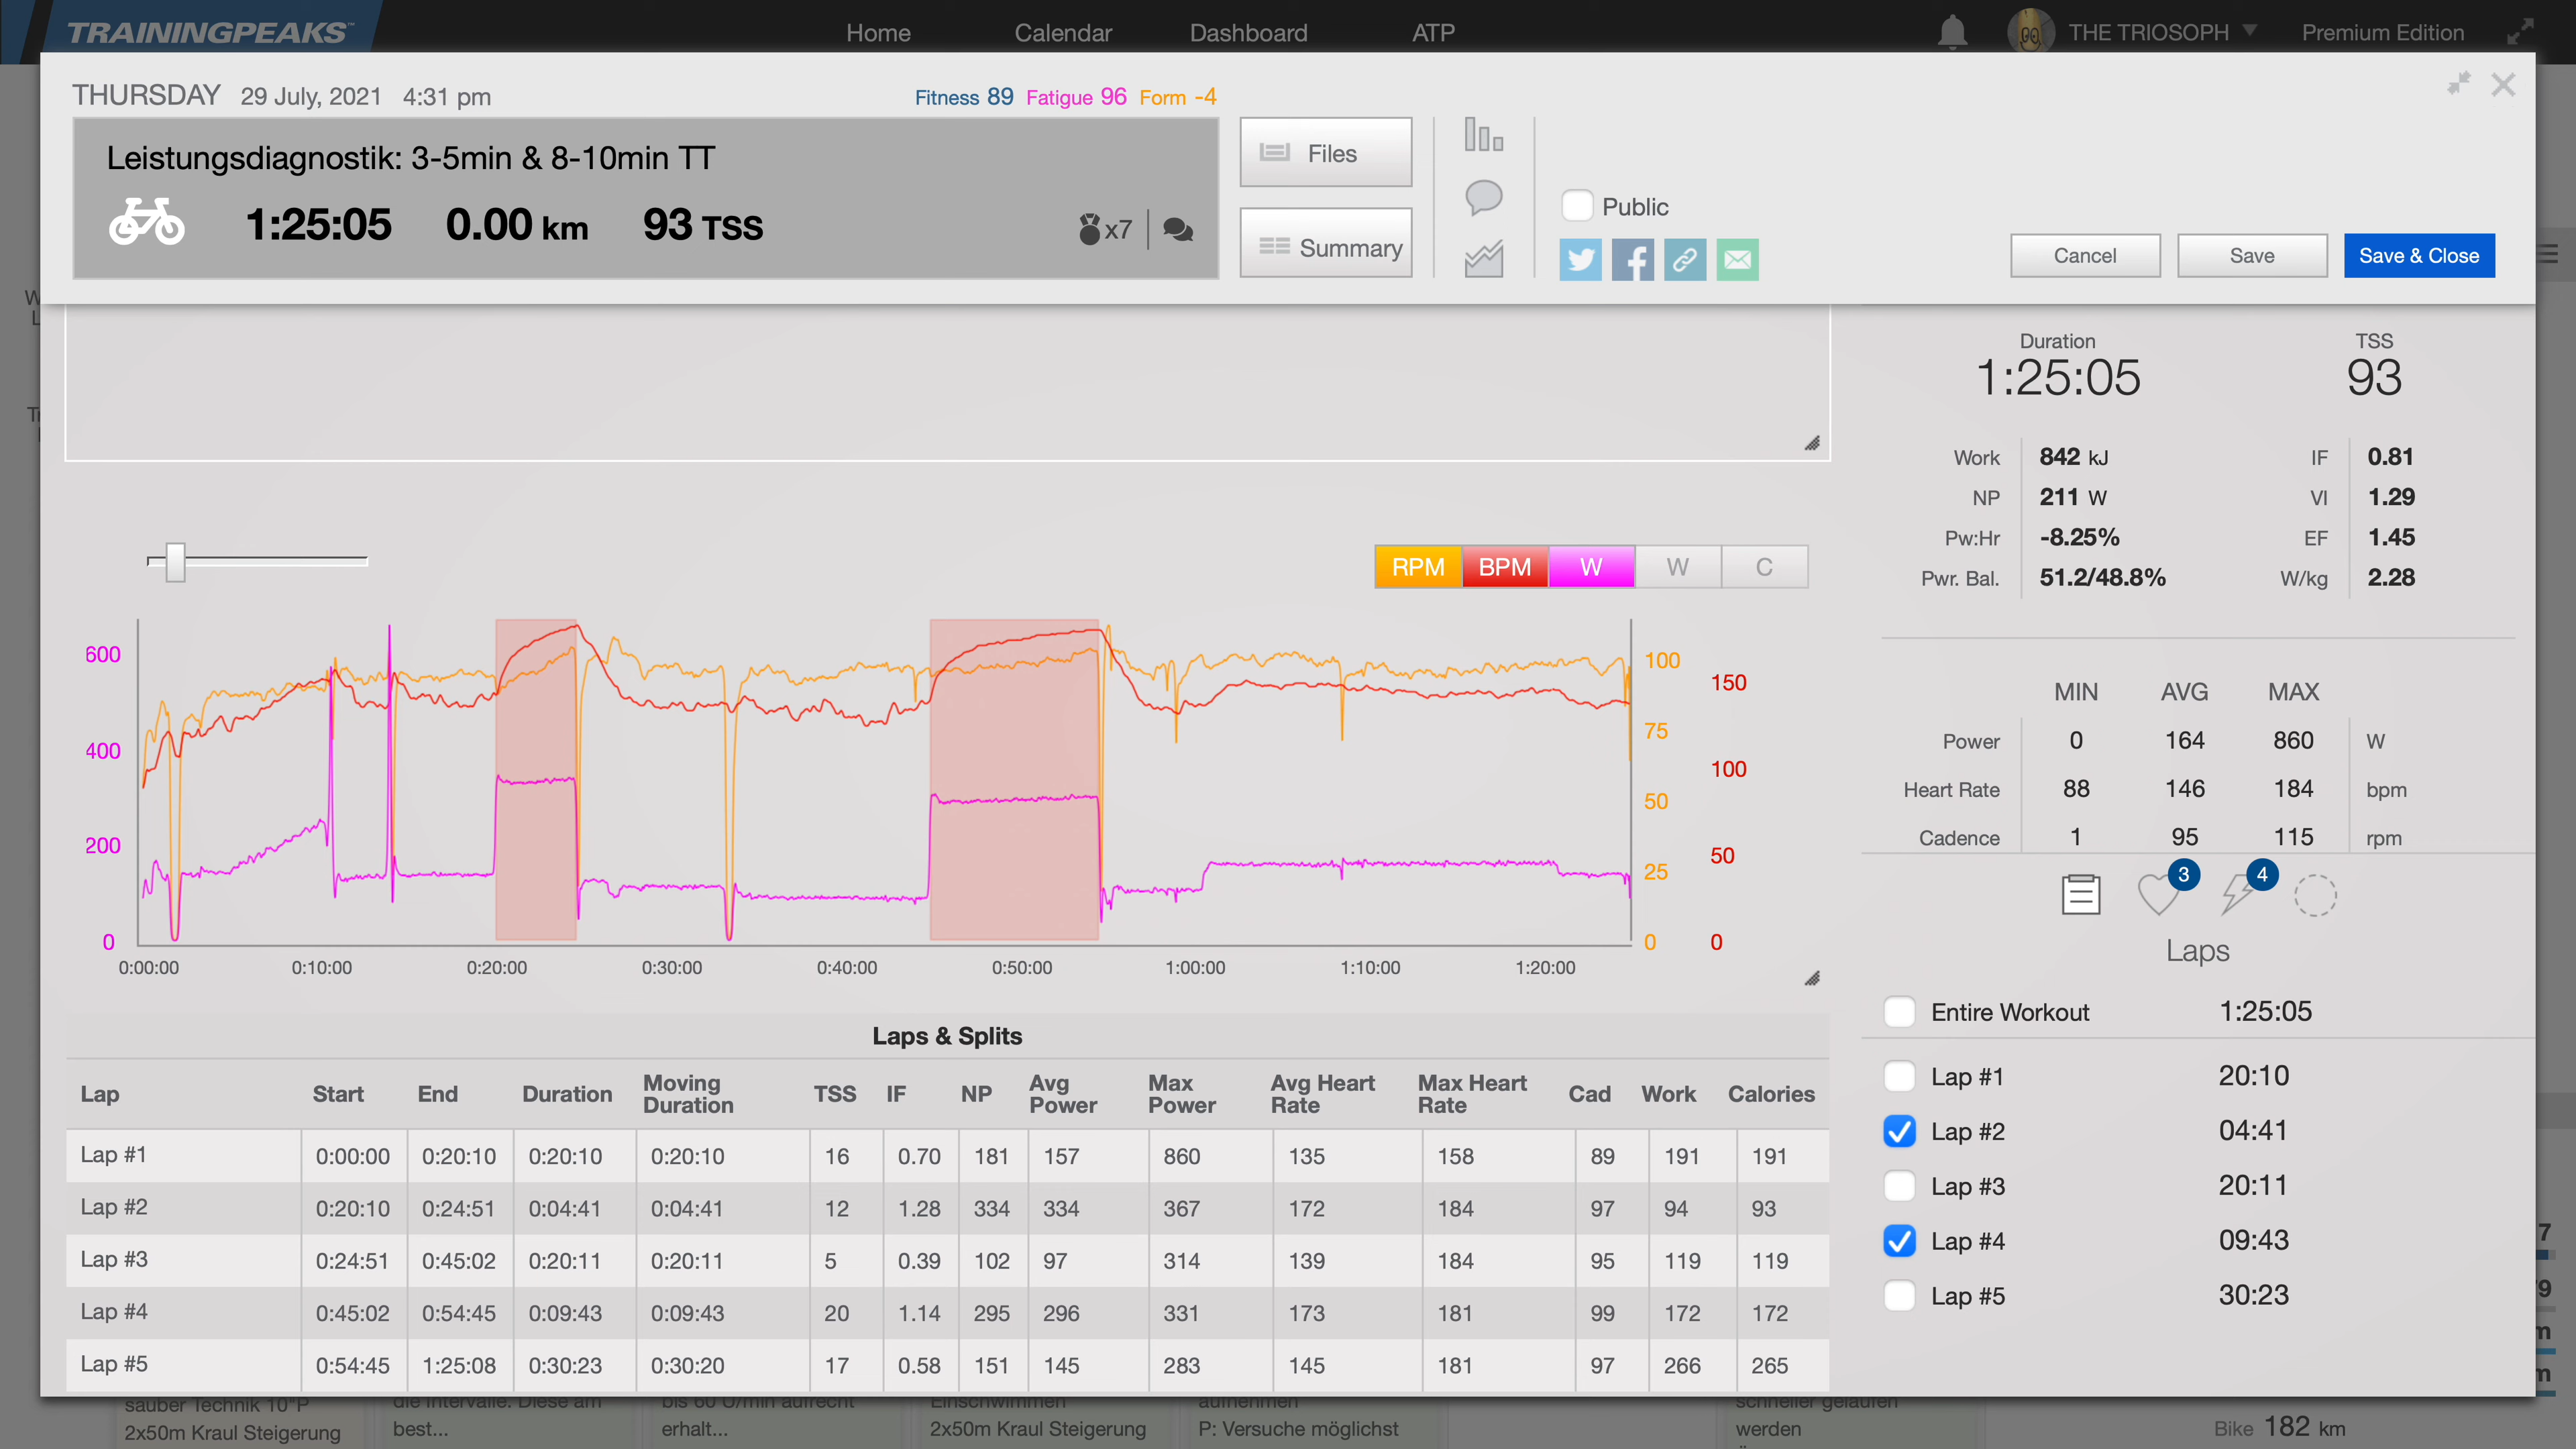 TRAININGPEAKS™ Home Calendar Dashboard ATP THE TRIOSOPH Premium Edition
THURSDAY 29 July, 2021 4:31 pm Fitness 89 Fatigue 96 Form -4
Leistungsdiagnostik: 3-5min & 8-10min TT
1:25:05 0.00 km 93 TSS x7
Files
Summary
Public
Cancel Save Save & Close
Duration TSS
1:25:05 93
Work 842 kJ IF 0.81
NP 211 W VI 1.29
Pw:Hr -8.25% EF 1.45
Pwr. Bal. 51.2/48.8% W/kg 2.28
RPM BPM W W C
600
400
200
0
100
75
50
25
0
150
100
50
0
0:00:00 0:10:00 0:20:00 0:30:00 0:40:00 0:50:00 1:00:00 1:10:00 1:20:00
MIN AVG MAX
Power 0 164 860 W
Heart Rate 88 146 184 bpm
Cadence 1 95 115 rpm
3 4
Laps
Entire Workout 1:25:05
Lap #1 20:10
Lap #2 04:41
Lap #3 20:11
Lap #4 09:43
Lap #5 30:23
Laps & Splits
Lap Start End Duration Moving Duration TSS IF NP Avg Power Max Power Avg Heart Rate Max Heart Rate Cad Work Calories
Lap #1 0:00:00 0:20:10 0:20:10 0:20:10 16 0.70 181 157 860 135 158 89 191 191
Lap #2 0:20:10 0:24:51 0:04:41 0:04:41 12 1.28 334 334 367 172 184 97 94 93
Lap #3 0:24:51 0:45:02 0:20:11 0:20:11 5 0.39 102 97 314 139 184 95 119 119
Lap #4 0:45:02 0:54:45 0:09:43 0:09:43 20 1.14 295 296 331 173 181 99 172 172
Lap #5 0:54:45 1:25:08 0:30:23 0:30:20 17 0.58 151 145 283 145 181 97 266 265
sauber Technik 10*P die Intervalle. Diese am bis 60 U/min aufrecht Einschwimmen aufnehmen schneller gelaufen
2x50m Kraul Steigerung best... erhalt... 2x50m Kraul Steigerung P: Versuche möglichst werden Bike 182 km